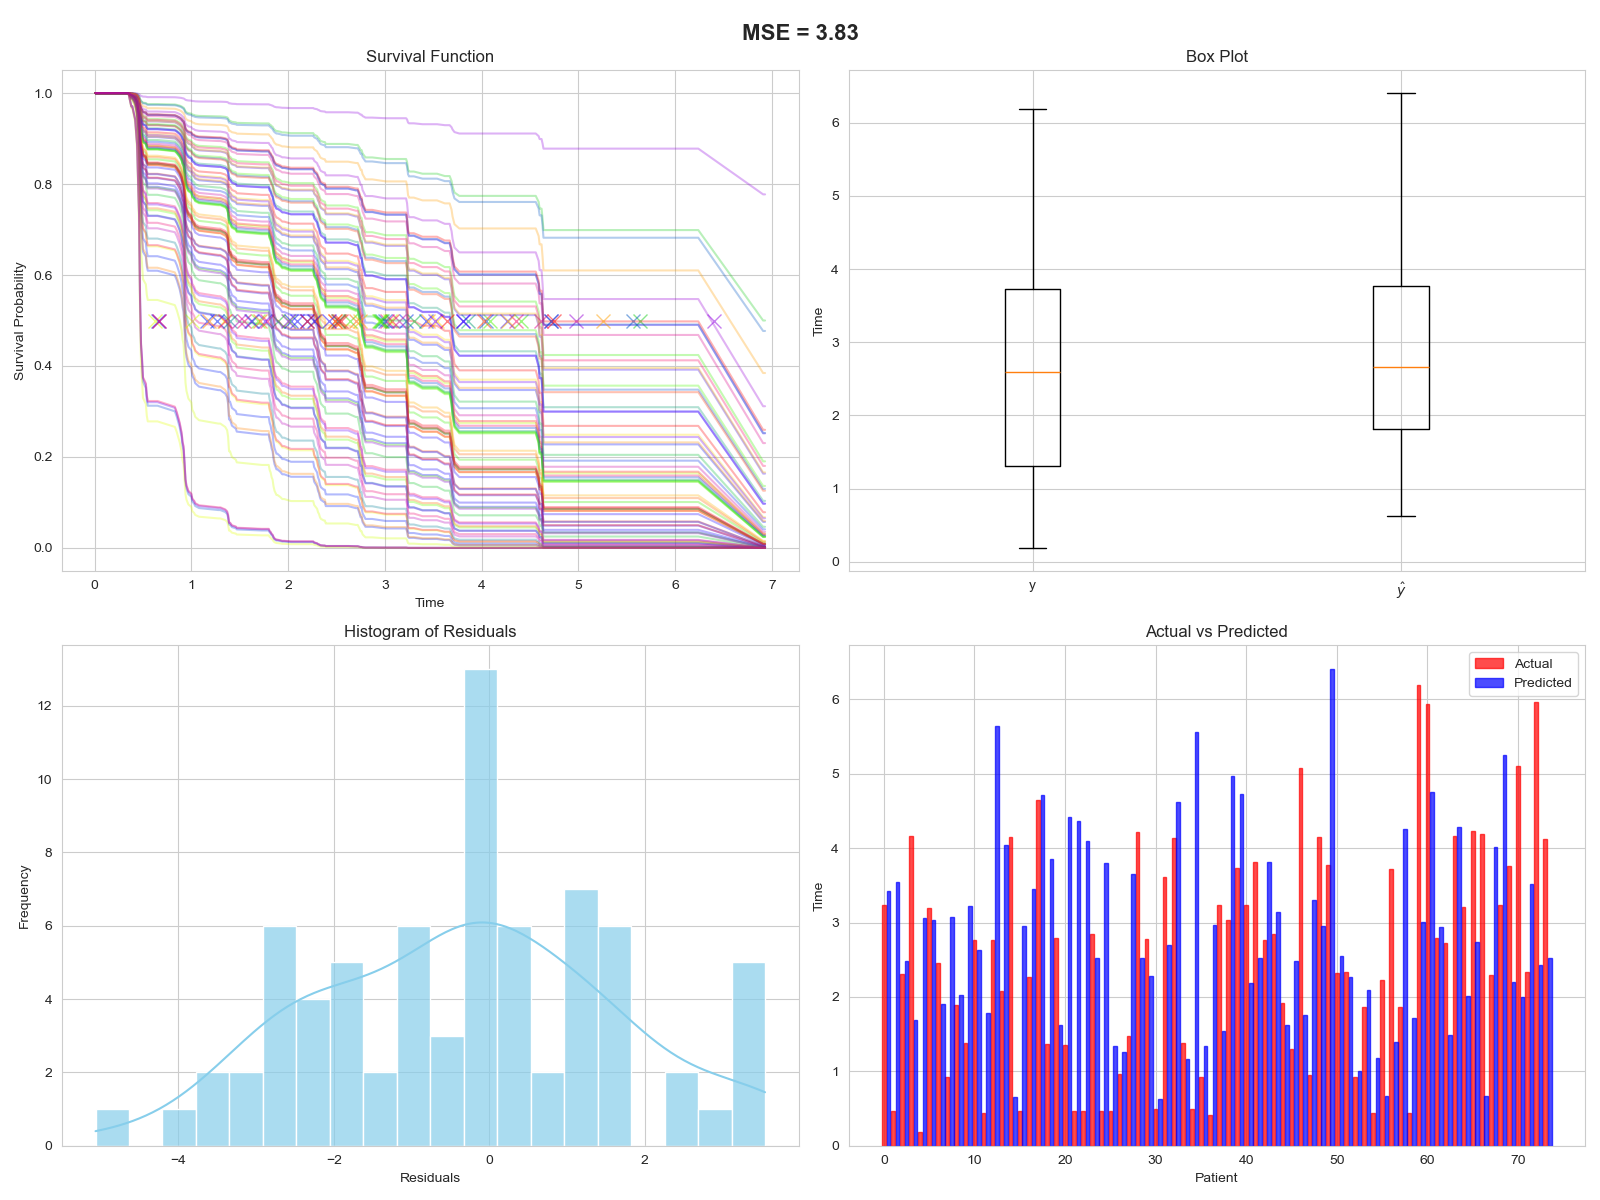 MSE = 3.83
Survival Function
Survival Probability
1.0
0.8
0.6
0.4
0.2
0.0
0 1 2 3 4 5 6 7
Time
Box Plot
Time
6
5
4
3
2
1
0
y ŷ
Histogram of Residuals
Frequency
12
10
8
6
4
2
0
−4 −2 0 2
Residuals
Actual vs Predicted
Actual
Predicted
Time
6
5
4
3
2
1
0
0 10 20 30 40 50 60 70
Patient